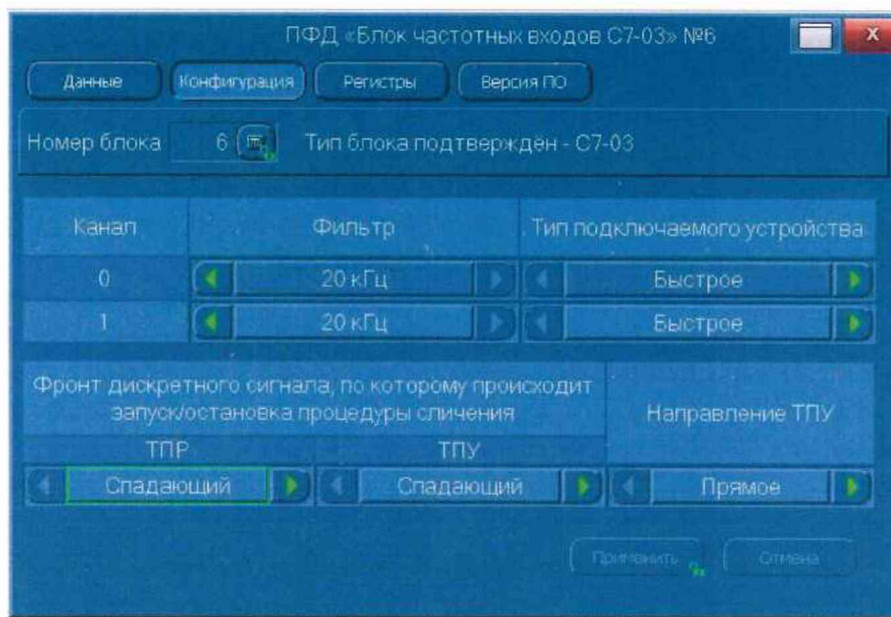 ПФД «Блок частотных входов С7-03» №6
X
Данные Конфигурация Регистры Версия ПО
Номер блока 6 Тип блока подтверждён - С7-03
Канал Фильтр Тип подключаемого устройства
0 20 кГц Быстрое
1 20 кГц Быстрое
Фронт дискретного сигнала, по которому происходит
запуск/остановка процедуры сличения
Направление ТПУ
ТПР ТПУ
Спадающий Спадающий Прямое
Применить Отмена